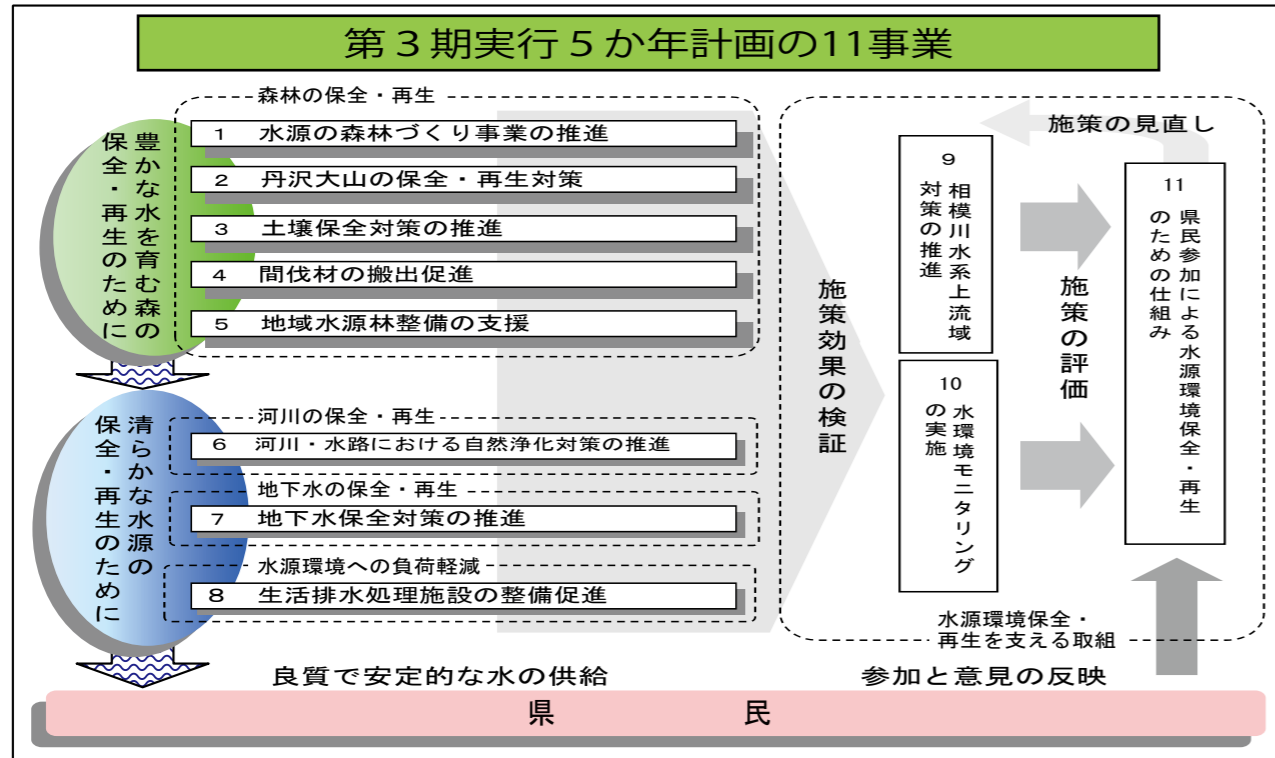 第３期実行５か年計画の11事業
豊かな水を育む森の
保全・再生のために
森林の保全・再生
1 水源の森林づくり事業の推進
2 丹沢大山の保全・再生対策
3 土壌保全対策の推進
4 間伐材の搬出促進
5 地域水源林整備の支援
清らかな水源の
保全・再生のために
河川の保全・再生
6 河川・水路における自然浄化対策の推進
地下水の保全・再生
7 地下水保全対策の推進
水源環境への負荷軽減
8 生活排水処理施設の整備促進
施策効果の検証
9 相模川水系上流域
対策の推進
10 水環境モニタリング
の実施
施策の評価
施策の見直し
11 県民参加による水源環境保全・再生
のための仕組み
水源環境保全・
再生を支える取組
良質で安定的な水の供給
参加と意見の反映
県民